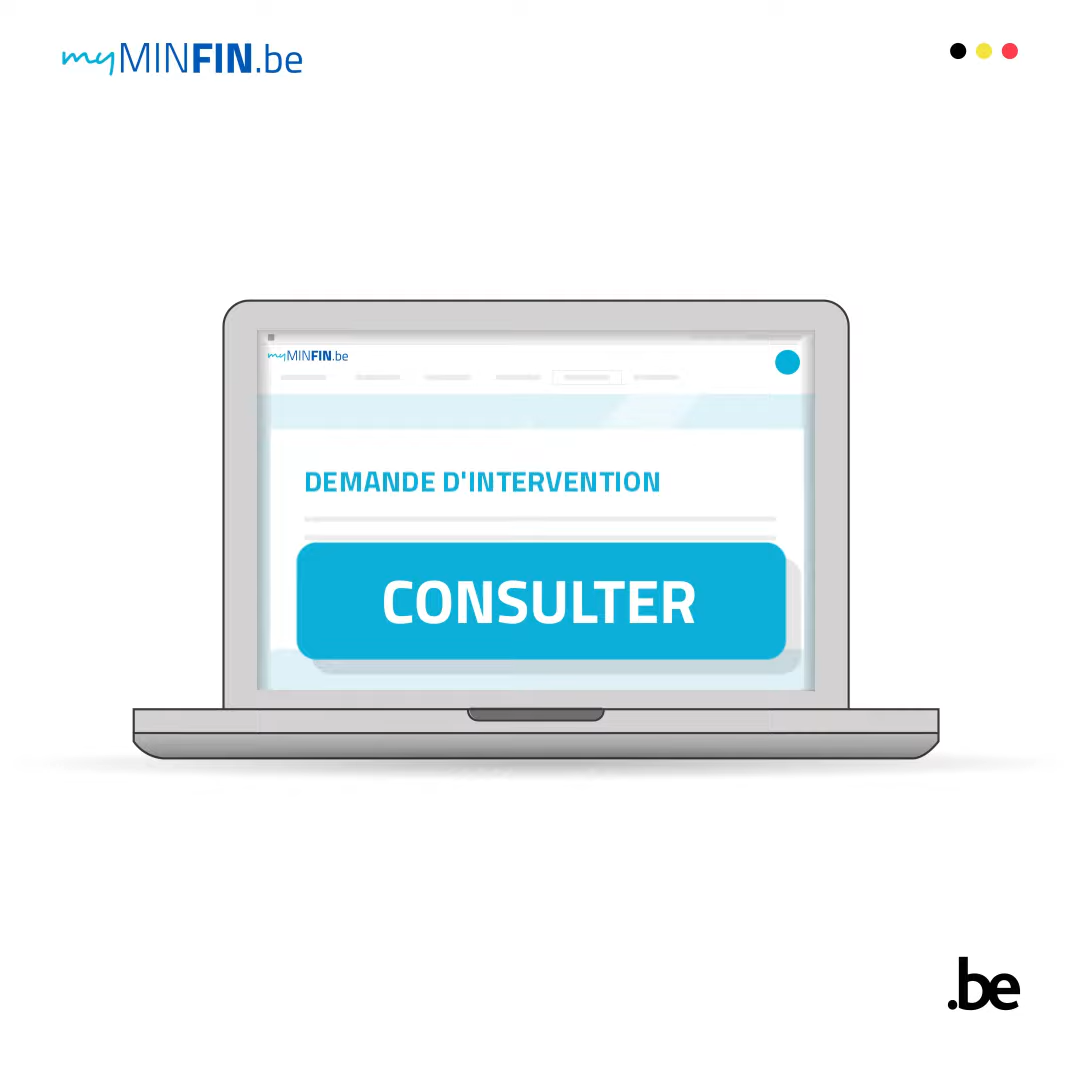 myMINFIN.be
myMINFIN.be
DEMANDE D'INTERVENTION
CONSULTER
.be